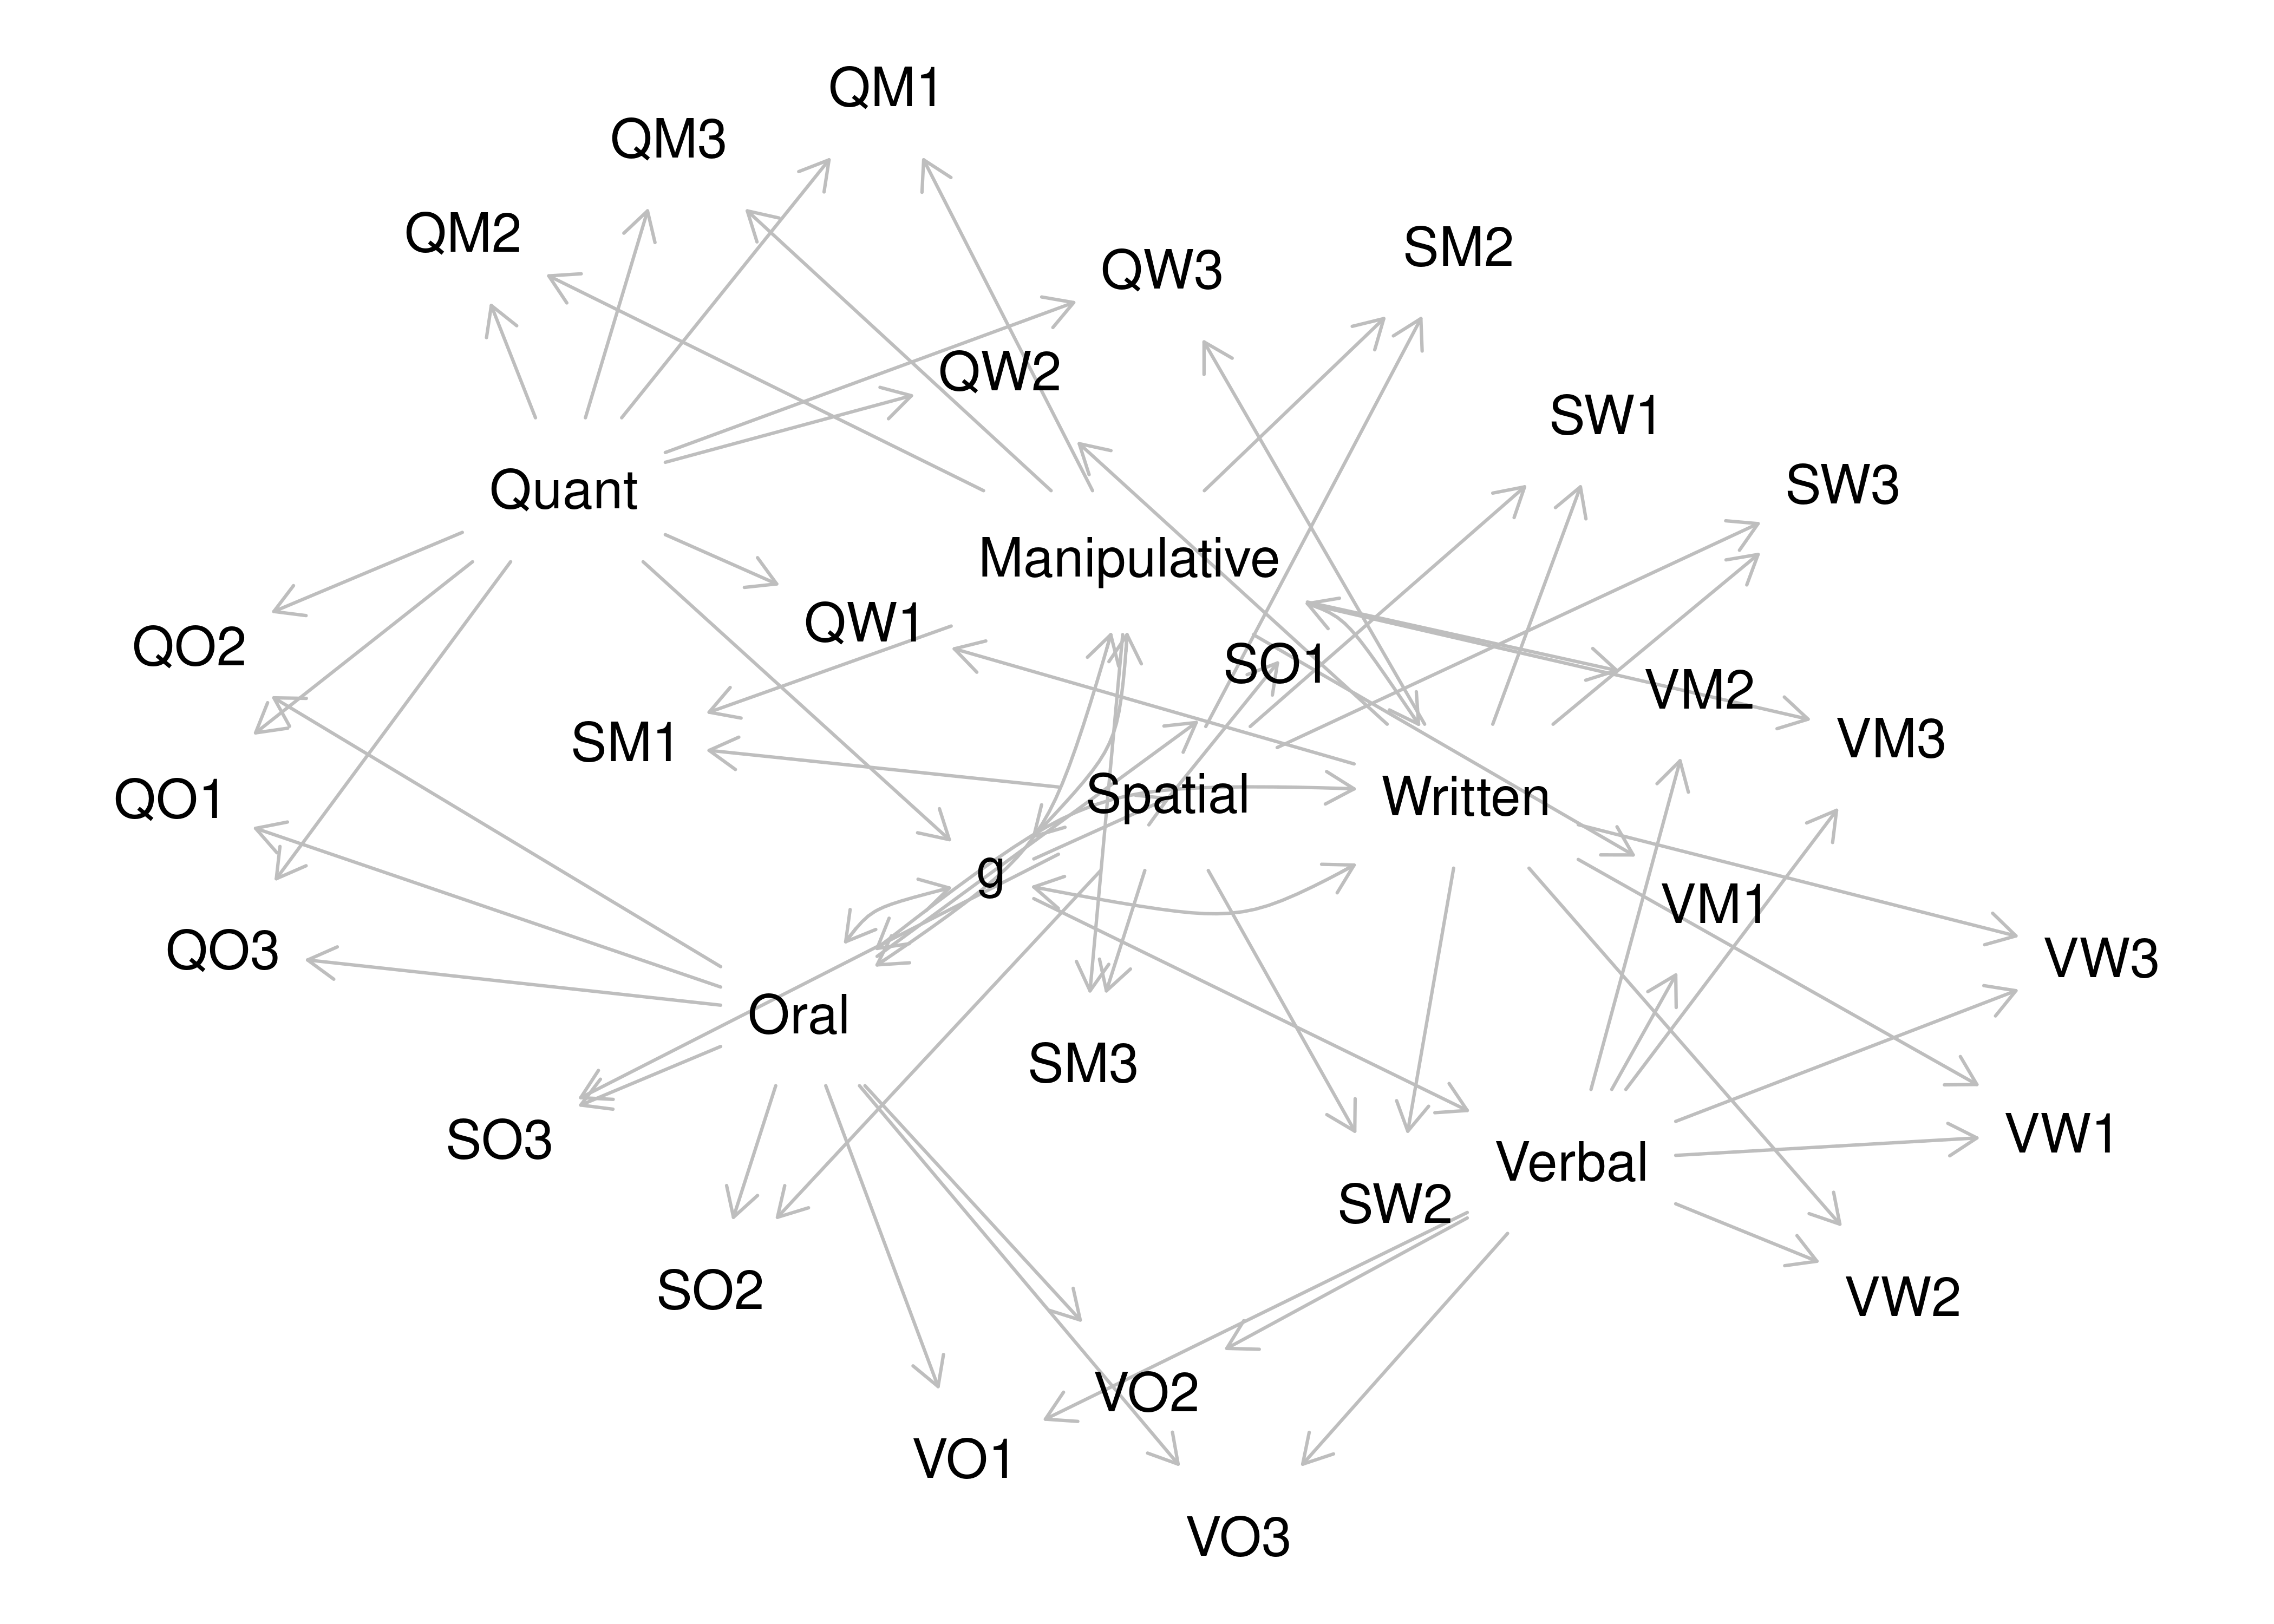 QM1
QM3
QM2
SM2
QW3
QW2
SW1
SW3
Quant
Manipulative
QW1
QO2
SO1
VM2
SM1
VM3
Spatial
Written
QO1
g
VM1
QO3
VW3
Oral
SM3
SO3
VW1
Verbal
SW2
SO2
VW2
VO2
VO1
VO3